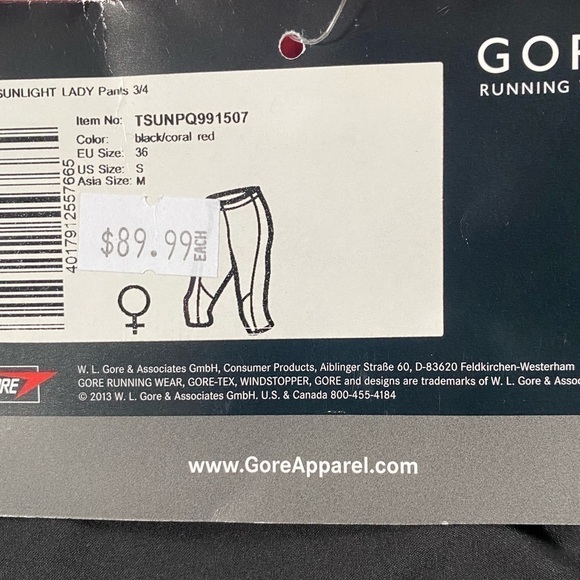 GOR
RUNNING
SUNLIGHT LADY Pants 3/4
Item No: TSUNPQ991507
Color: black/coral red
EU Size: 36
US Size: S
Asia Size: M
4017912557665
$89.99 EACH
W. L. Gore & Associates GmbH, Consumer Products, Aiblinger Straße 60, D-83620 Feldkirchen-Westerham
GORE RUNNING WEAR, GORE-TEX, WINDSTOPPER, GORE and designs are trademarks of W. L. Gore & Assoc
© 2013 W. L. Gore & Associates GmbH. U.S. & Canada 800-455-4184
ORE
www.GoreApparel.com